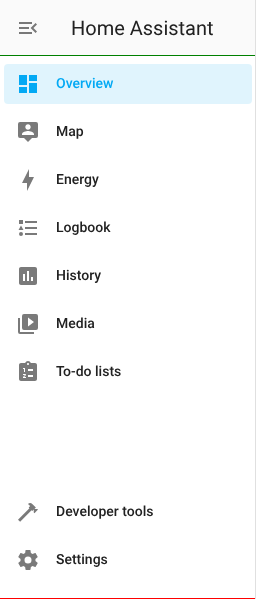 Home Assistant
Overview
Map
Energy
Logbook
History
Media
To-do lists
Developer tools
Settings